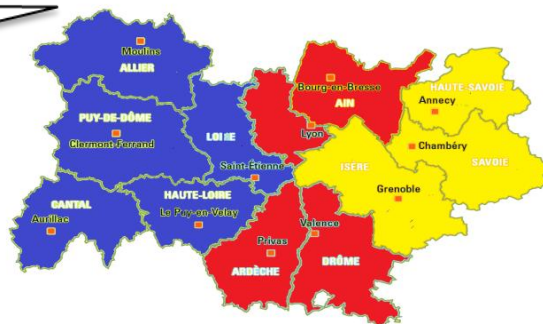 Moulins
ALLIER
Bourg-en-Bresse
AIN
HAUTE SAVOIE
Annecy
PUY-DE-DÔME
Clermont-Ferrand
LOIRE
Lyon
Chambéry
SAVOIE
ISÈRE
Saint-Étienne
Grenoble
CANTAL
Aurillac
HAUTE-LOIRE
Le Puy-en-Velay
Privas
ARDÈCHE
Valence
DRÔME